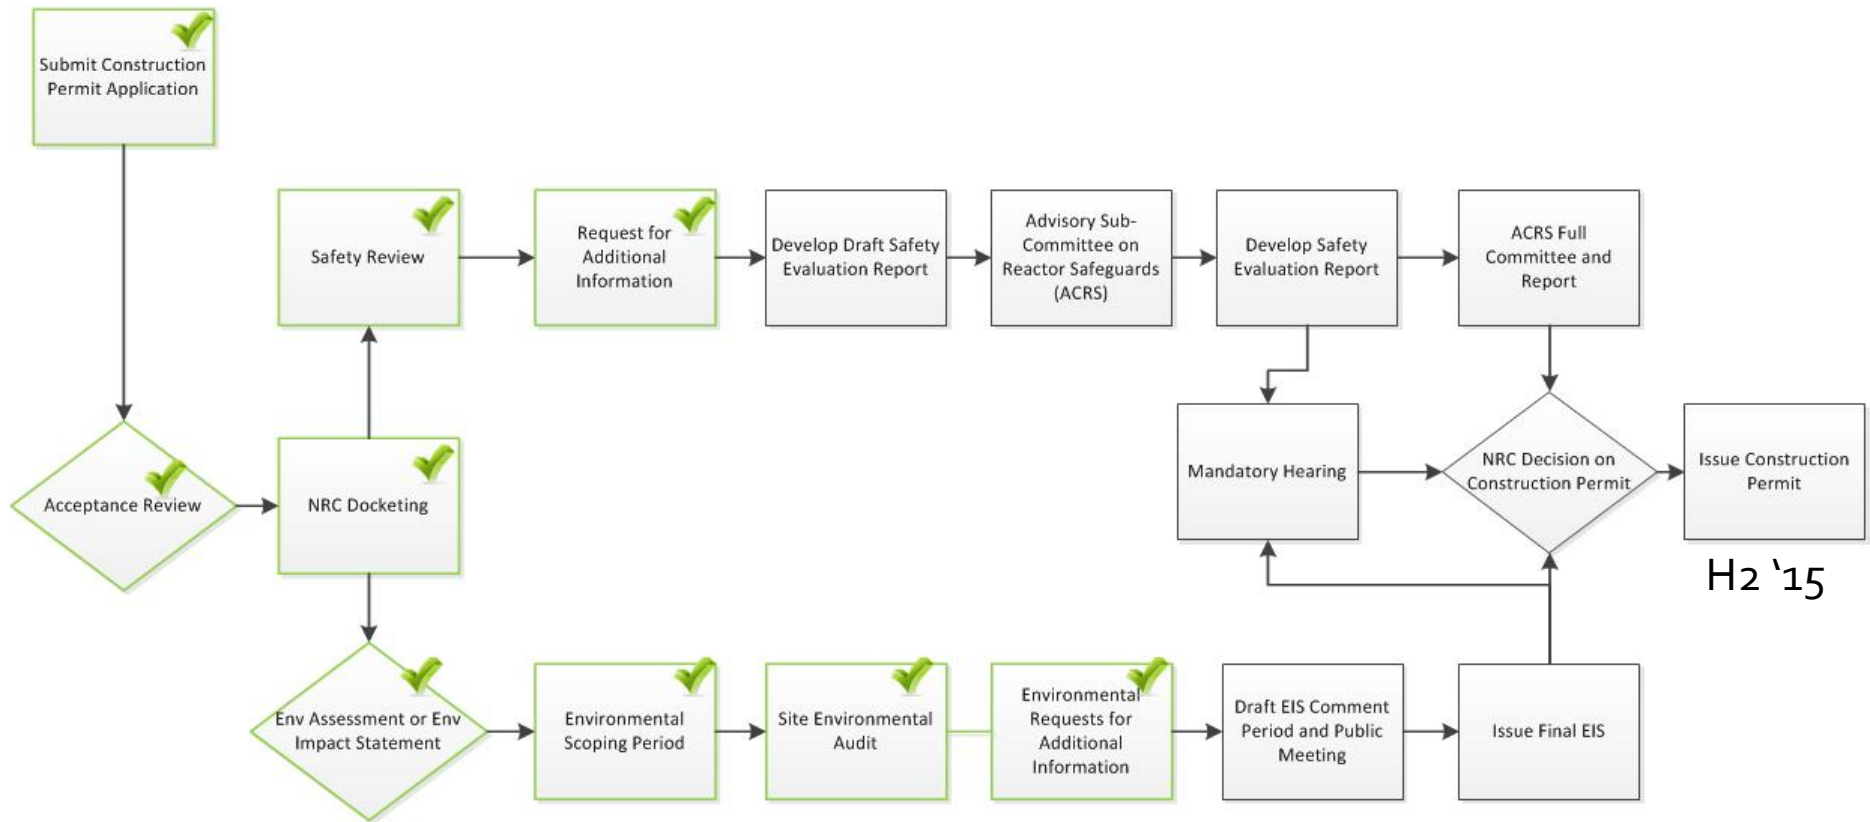 Submit Construction
Permit Application
Acceptance Review
NRC Docketing
Safety Review
Request for
Additional
Information
Develop Draft Safety
Evaluation Report
Advisory Sub-
Committee on
Reactor Safeguards
(ACRS)
Develop Safety
Evaluation Report
ACRS Full
Committee and
Report
Mandatory Hearing
NRC Decision on
Construction Permit
Issue Construction
Permit
H2 ‘15
Env Assessment or Env
Impact Statement
Environmental
Scoping Period
Site Environmental
Audit
Environmental
Requests for
Additional
Information
Draft EIS Comment
Period and Public
Meeting
Issue Final EIS